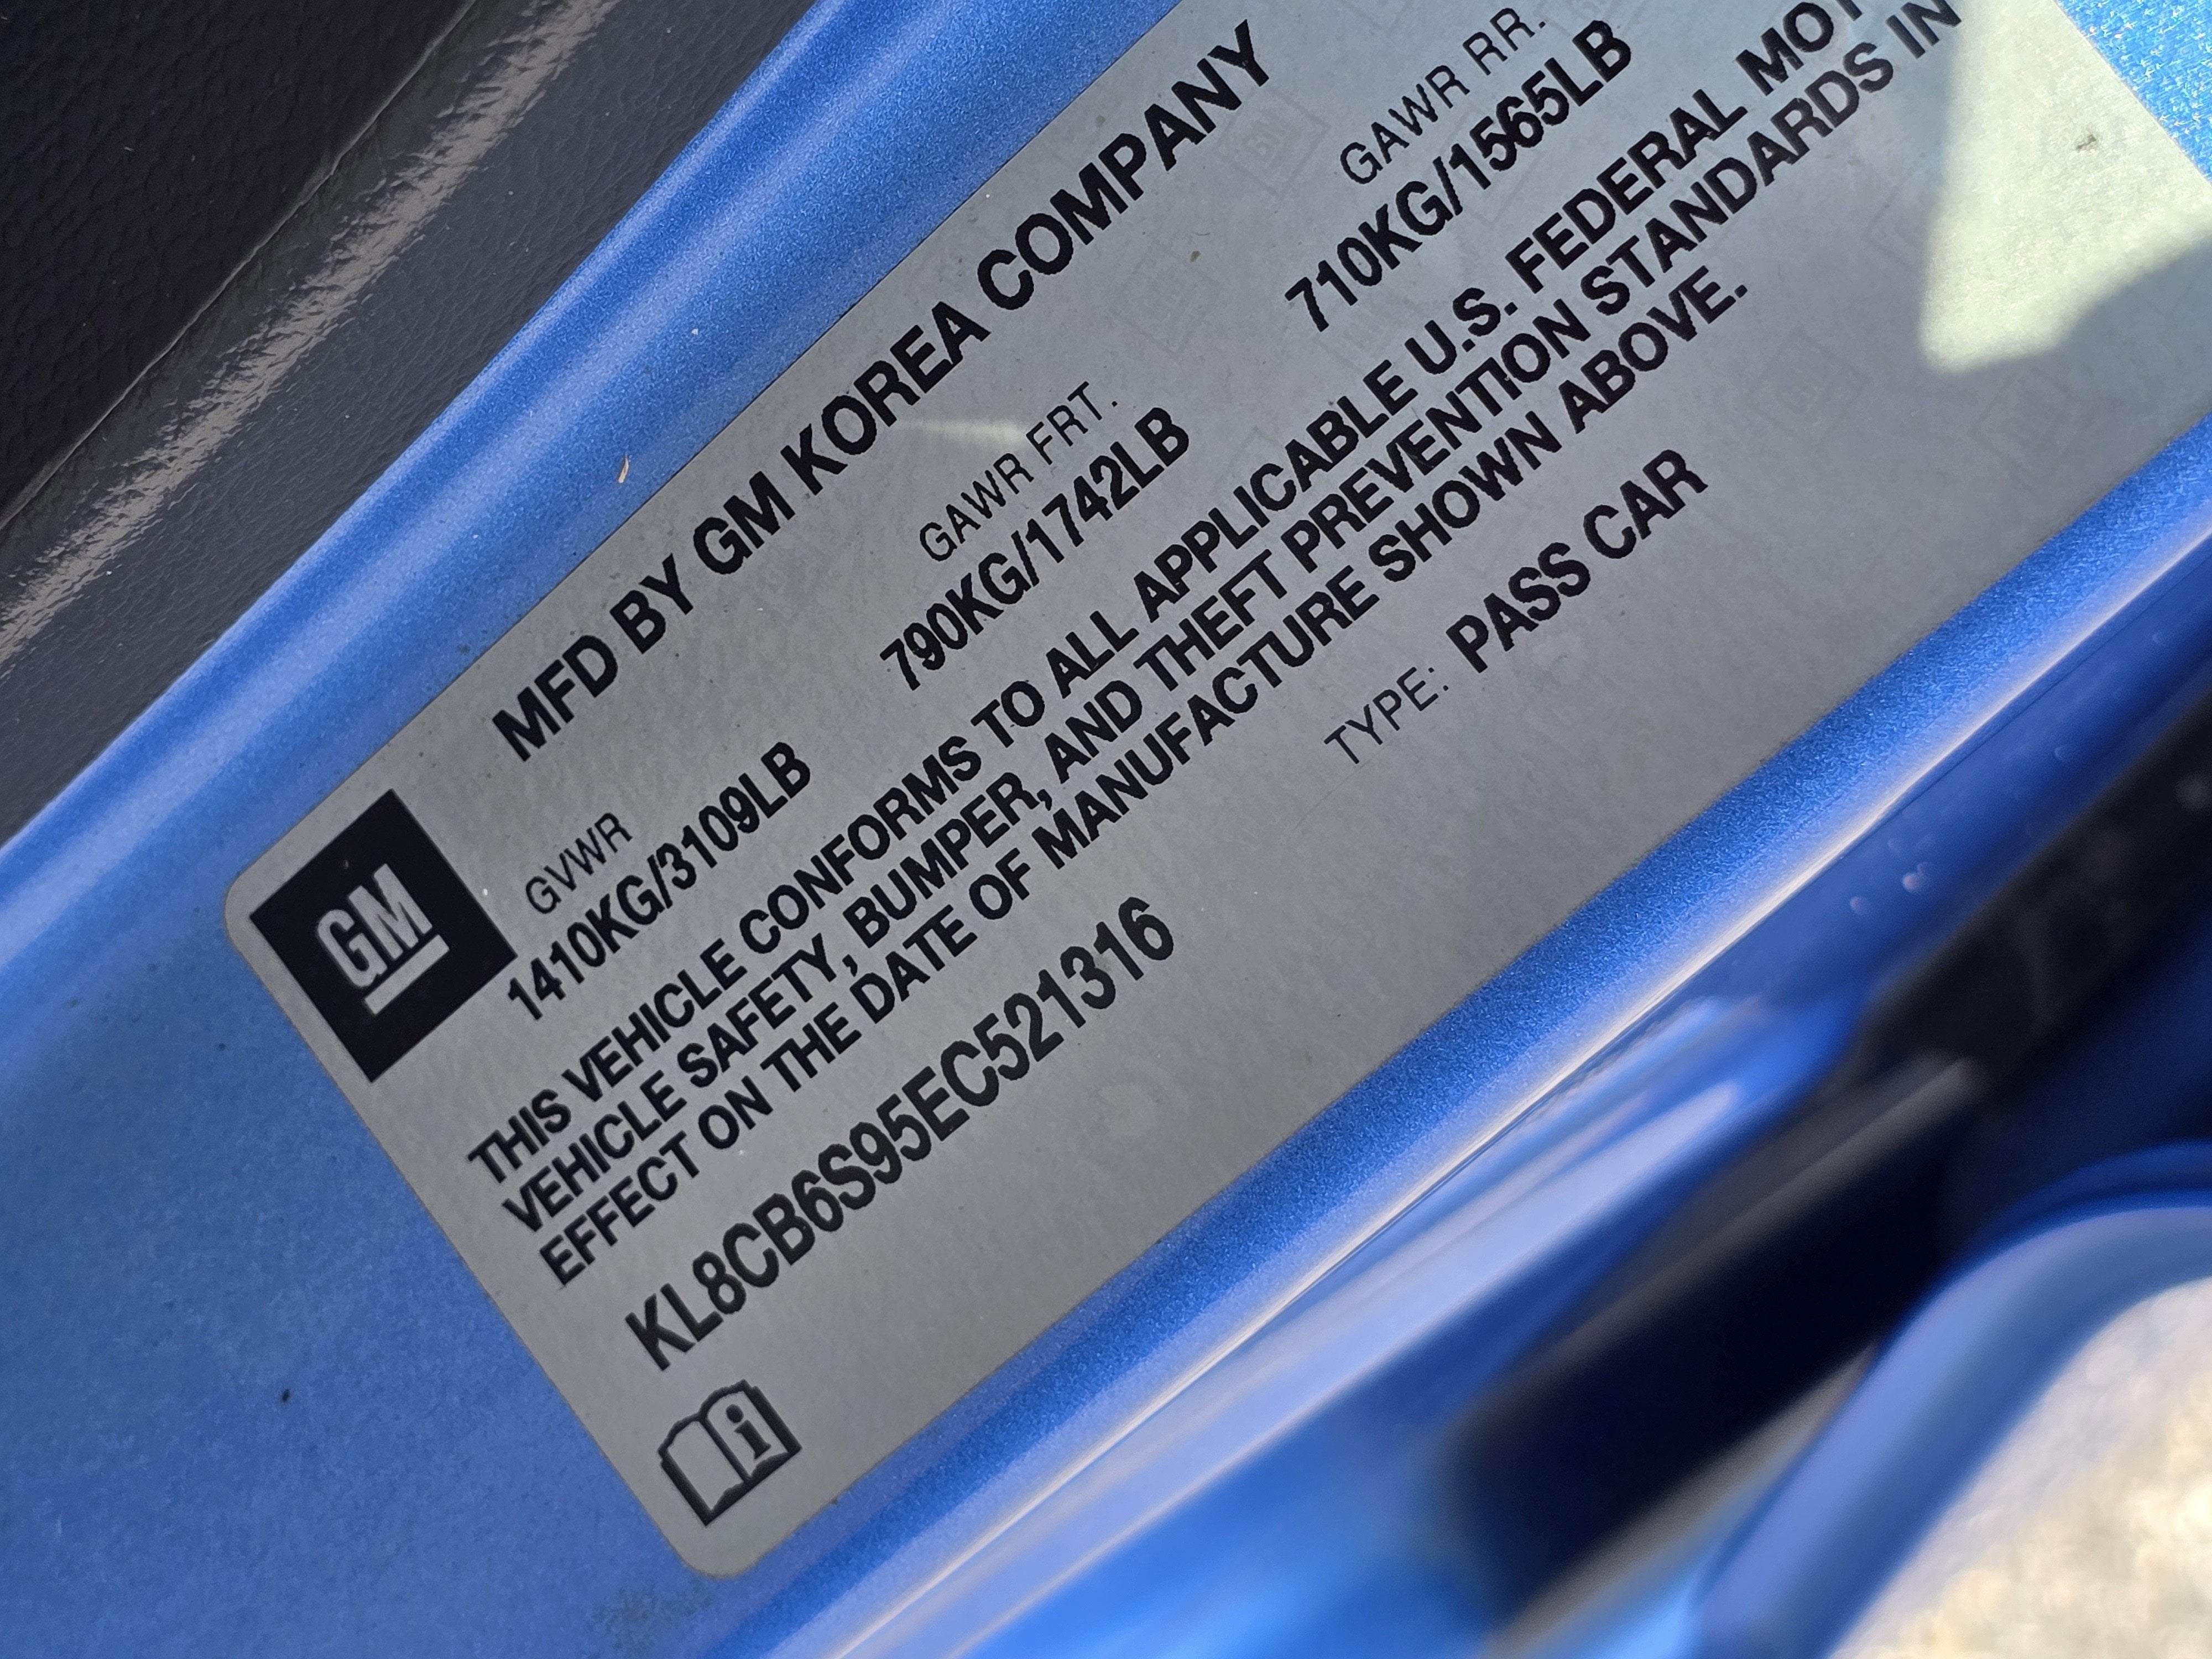 GM
MFD BY GM KOREA COMPANY
GVWR GAWR FRT. GAWR RR.
1410KG/3109LB 790KG/1742LB 710KG/1565LB
THIS VEHICLE CONFORMS TO ALL APPLICABLE U.S. FEDERAL MOT
VEHICLE SAFETY, BUMPER, AND THEFT PREVENTION STANDARDS IN
EFFECT ON THE DATE OF MANUFACTURE SHOWN ABOVE.
KL8CB6S95EC521316 TYPE: PASS CAR
i